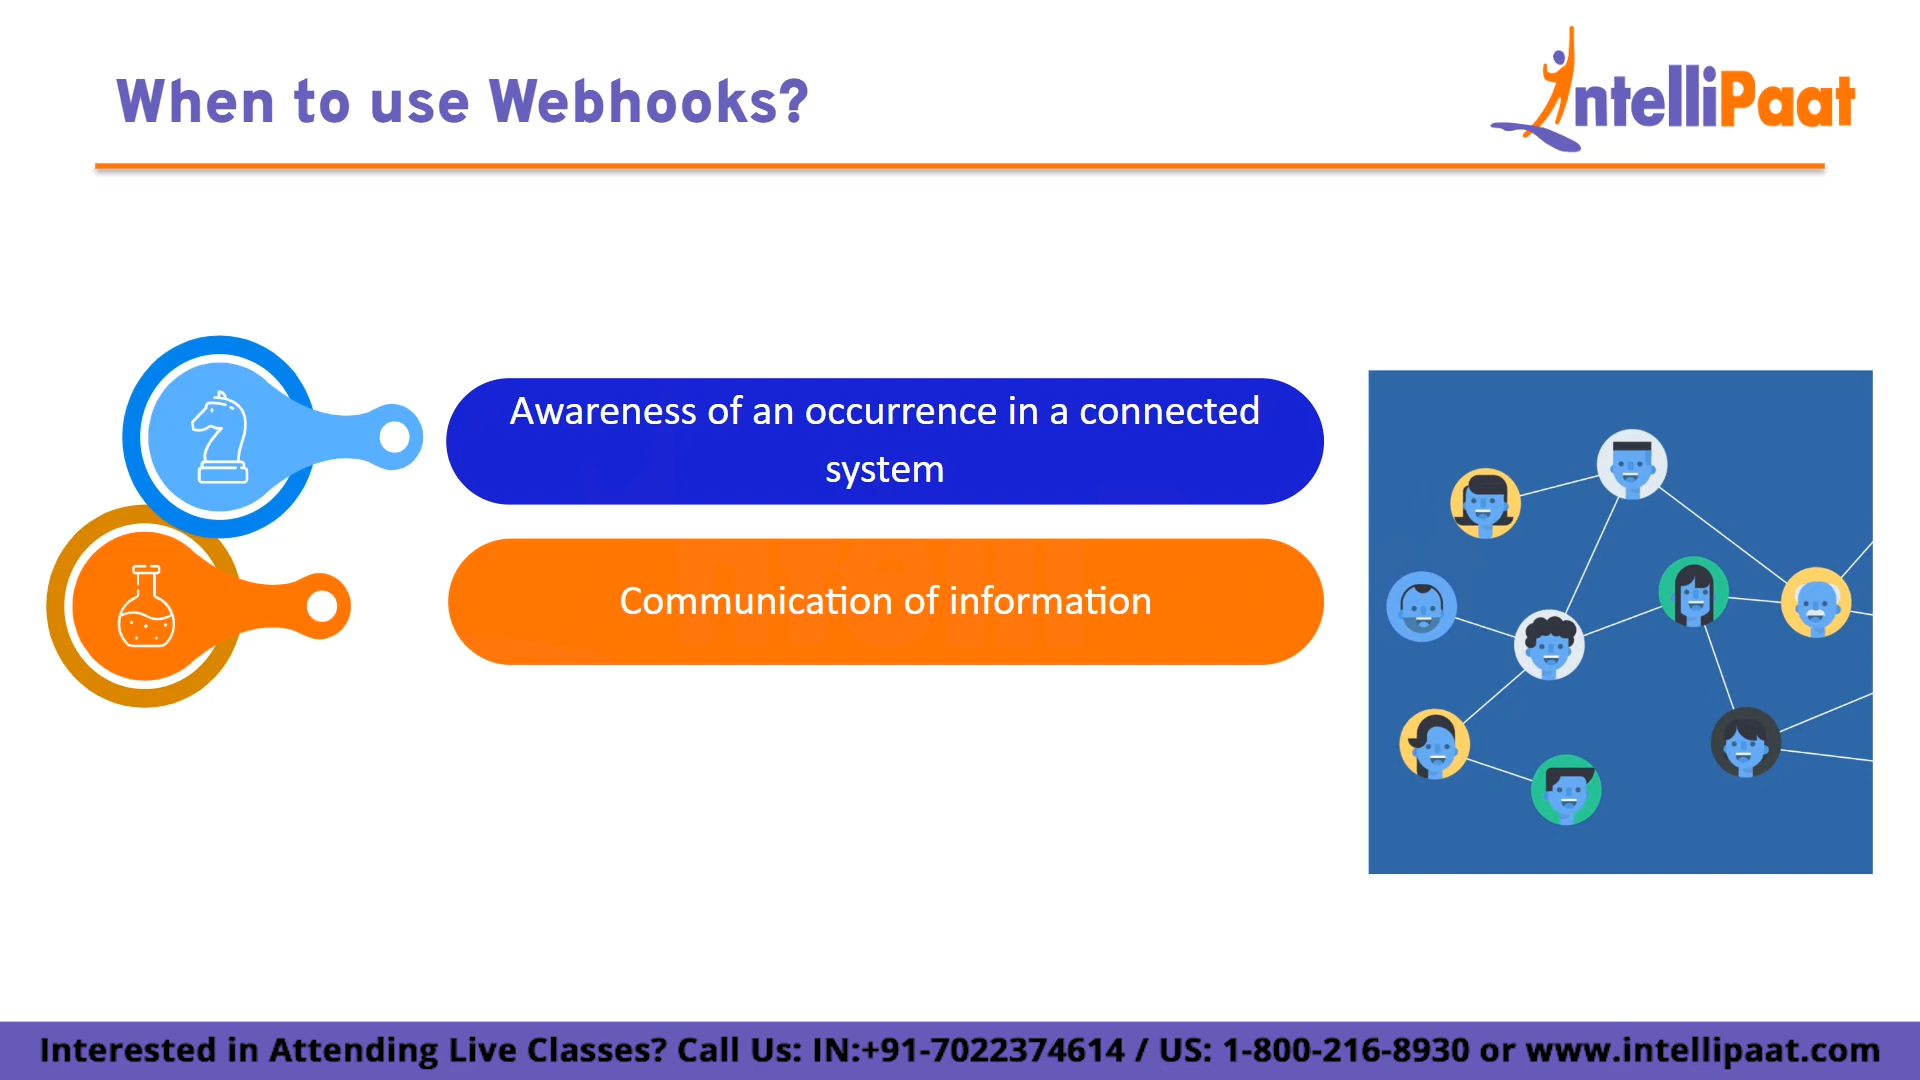 When to use Webhooks?
IntelliPaat
Awareness of an occurrence in a connected
system
Communication of information
Interested in Attending Live Classes? Call Us: IN:+91-7022374614 / US: 1-800-216-8930 or www.intellipaat.com